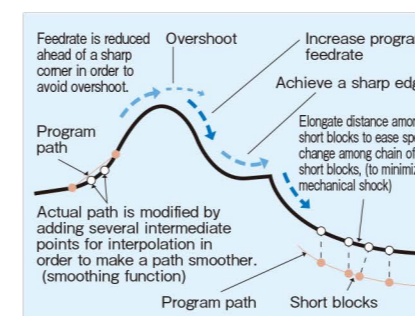 Feedrate is reduced
ahead of a sharp
corner in order to
avoid overshoot.
Overshoot
Increase progra
feedrate
Achieve a sharp edg
Program
path
Elongate distance amon
short blocks to ease spe
change among chain of
short blocks, (to minimiz
mechanical shock)
Actual path is modified by
adding several intermediate
points for interpolation in
order to make a path smoother.
(smoothing function)
Program path
Short blocks